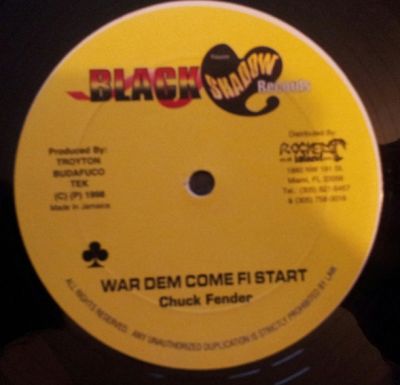 BLACK
SHADOW
Records
Produced By:
TROYTON
BUDAFUCO
TEK
(C) (P) 1998
Made in Jamaica
Distributed By
Miami, FL
WAR DEM COME FI START
Chuck Fender
ALL RIGHTS RESERVED. ANY UNAUTHORIZED DUPLICATION IS STRICTLY PROHIBITED BY LAW